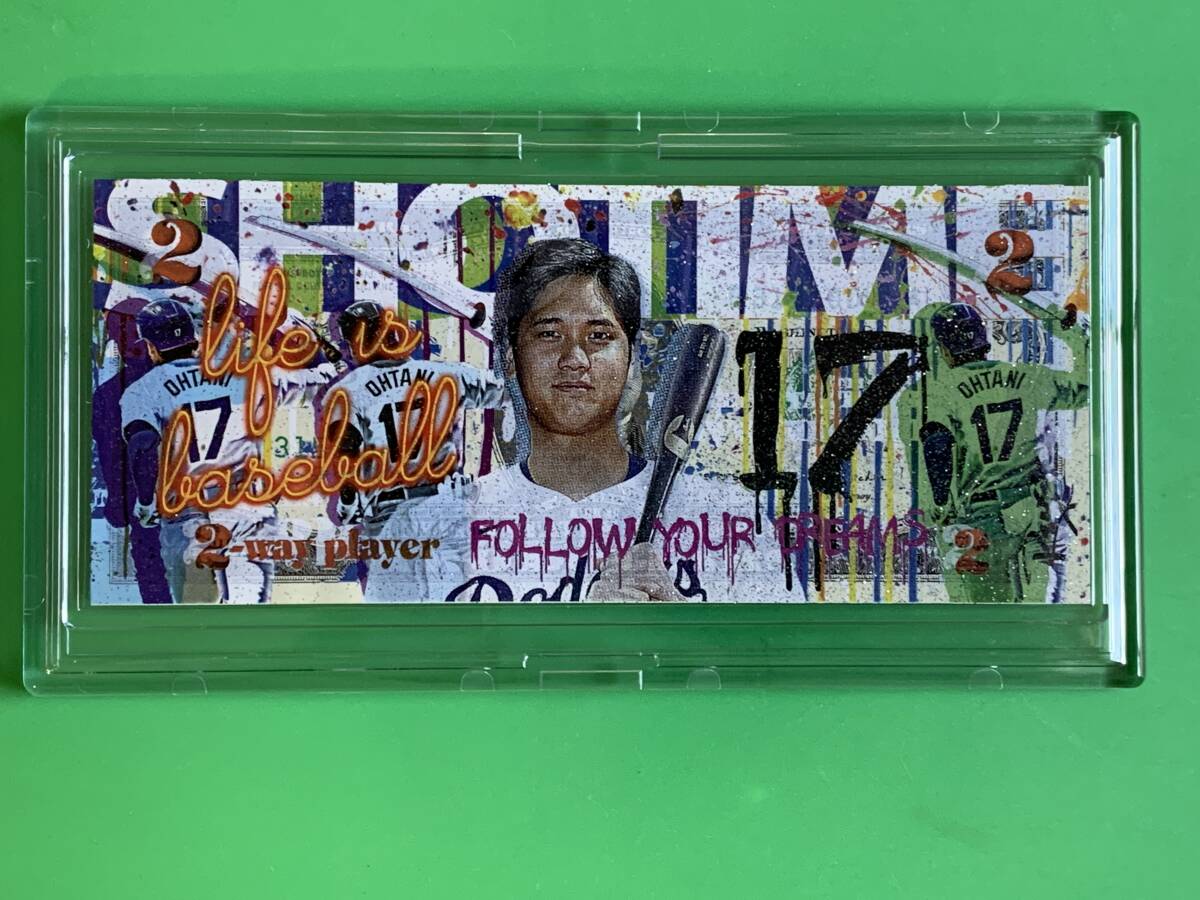 SHOTIME
2
2
life is
baseball
OHTANI
17
OHTANI
17
17
OHTANI
17
2-way player
FOLLOW YOUR DREAMS
2
Dodgers